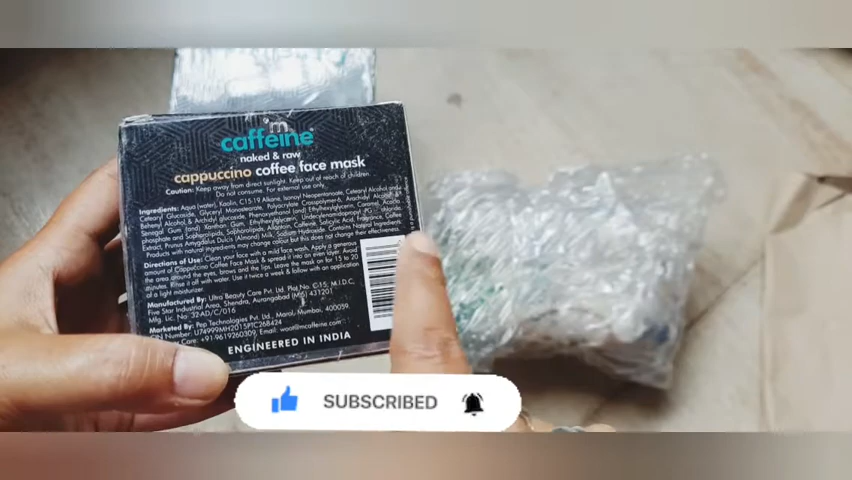 m
caffeine
naked & raw
cappuccino coffee face mask
Caution: Keep away from direct sunlight. Keep out of reach of children.
Do not consume. For external use only.
Ingredients: Aqua (water), Kaolin, C15-19 Alkane, Isonoyl Neopentanoate, Cetearyl Alcohol and
Cetearyl Glucoside, Glyceryl Monostearate, Polyacrylate Crosspolymer-6, Arachidyl Alcohol &
Behenyl Alcohol & Arachidyl glucoside, Phenoxyethanol and Ethylhexylglycerin, Caramel, Acacia
Senegal Gum (and) Xanthan Gum, Ethylhexylglycerin,
phosphate and Sophorolipids, Allantoin, Caffeine, Salicylic Acid, Fragrance, Coffee
Extract, Prunus Amygdalus Dulcis (Almond) Milk, Sodium Hydroxide. Contains Natural Ingredients.
Products with natural ingredients may change colour but this does not change their effectiveness.
Directions of Use: Clean your face with a mild face wash. Apply a generous
amount of Cappuccino Coffee Face Mask & spread it into an even layer. Avoid
the area around the eyes, brows and the lips. Leave the mask on for 15 to 20
minutes. Rinse it off with water. Use it twice a week & follow with an application
of a light moisturizer.
Manufactured By: Ultra Beauty Care Pvt. Ltd. Plot No. C-15, M.I.D.C,
Five Star Industrial Area, Shendra, Aurangabad (MS) 431201.
Mfg. Lic. No: 32-AD/C/016
Marketed By: Pep Technologies Pvt. Ltd., Marol, Mumbai, 400059.
CIN Number: U74999MH2015PTC268424
Care: +91-9619260309, Email: woot@mcaffeine.com
ENGINEERED IN INDIA
SUBSCRIBED